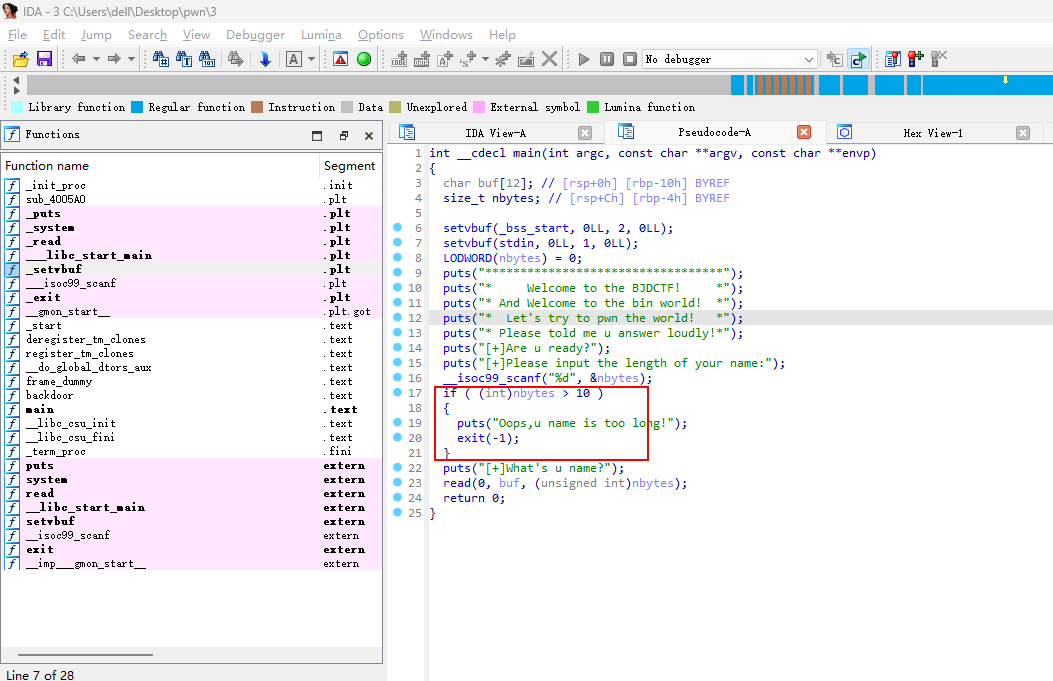 IDA - 3 C:\Users\dell\Desktop\pwn\3
File Edit Jump Search View Debugger Lumina Options Windows Help
No debugger
Library function Regular function Instruction Data Unexplored External symbol Lumina function
Functions
Function name Segment
_init_proc .init
sub_4005A0 .plt
_puts .plt
_system .plt
_read .plt
___libc_start_main .plt
_setvbuf .plt
___isoc99_scanf .plt
_exit .plt
__gmon_start__ .plt.got
_start .text
deregister_tm_clones .text
register_tm_clones .text
__do_global_dtors_aux .text
frame_dummy .text
backdoor .text
main .text
__libc_csu_init .text
__libc_csu_fini .text
_term_proc .fini
puts extern
system extern
read extern
__libc_start_main extern
setvbuf extern
__isoc99_scanf extern
exit extern
__imp___gmon_start__ extern
Line 7 of 28
IDA View-A Pseudocode-A Hex View-1
1 int __cdecl main(int argc, const char **argv, const char **envp)
2 {
3 char buf[12]; // [rsp+0h] [rbp-10h] BYREF
4 size_t nbytes; // [rsp+Ch] [rbp-4h] BYREF
5
6 setvbuf(_bss_start, 0LL, 2, 0LL);
7 setvbuf(stdin, 0LL, 1, 0LL);
8 LODWORD(nbytes) = 0;
9 puts("**********************************");
10 puts("*     Welcome to the BJDCTF!     *");
11 puts("* And Welcome to the bin world!  *");
12 puts("*  Let's try to pwn the world!   *");
13 puts("* Please told me u answer loudly!*");
14 puts("[+]Are u ready?");
15 puts("[+]Please input the length of your name:");
16 __isoc99_scanf("%d", &nbytes);
17 if ( (int)nbytes > 10 )
18 {
19 puts("Oops,u name is too long!");
20 exit(-1);
21 }
22 puts("[+]What's u name?");
23 read(0, buf, (unsigned int)nbytes);
24 return 0;
25 }